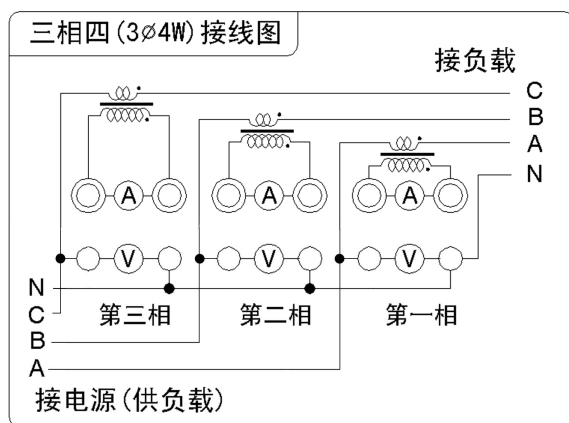 三相四(3ø4W)接线图
接负载
C
B
A
N
A A A
V V V
N
C 第三相 第二相 第一相
B
A
接电源(供负载)